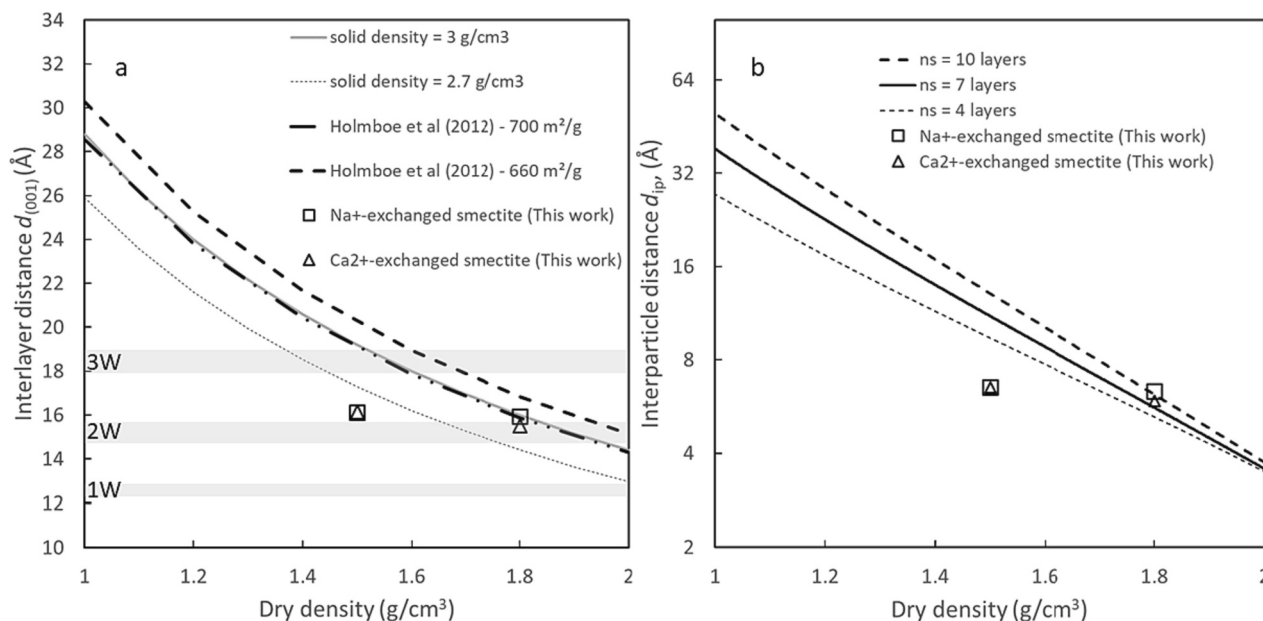 a
solid density = 3 g/cm3
solid density = 2.7 g/cm3
Holmboe et al (2012) - 700 m²/g
Holmboe et al (2012) - 660 m²/g
Na+-exchanged smectite (This work)
Ca2+-exchanged smectite (This work)
34
32
30
28
26
24
22
20
18
16
14
12
10
Interlayer distance d(001) (Å)
3W
2W
1W
1
1.2
1.4
1.6
1.8
2
Dry density (g/cm³)
b
ns = 10 layers
ns = 7 layers
ns = 4 layers
Na+-exchanged smectite (This work)
Ca2+-exchanged smectite (This work)
64
32
16
8
4
2
Interparticle distance dip, (Å)
1
1.2
1.4
1.6
1.8
2
Dry density (g/cm³)